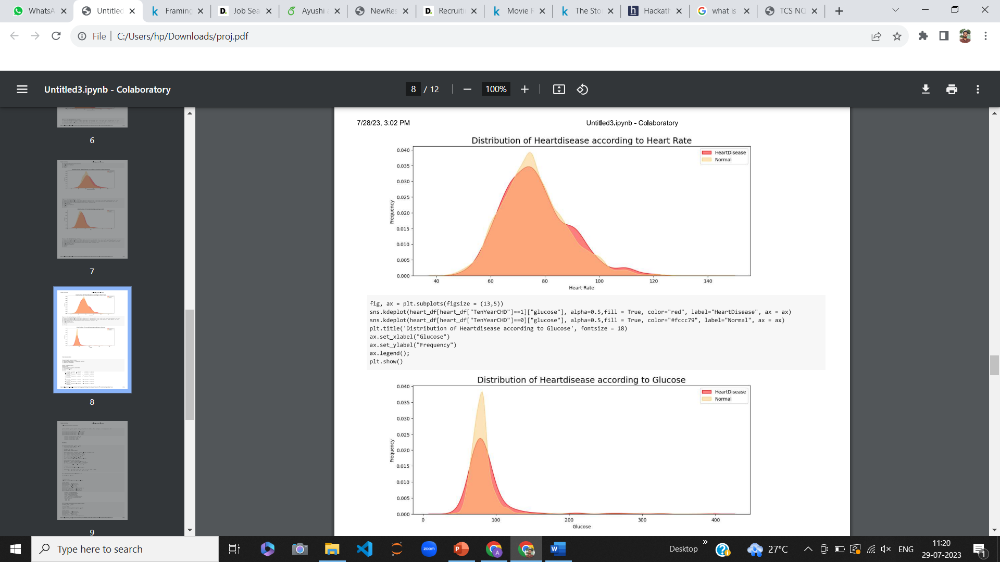 WhatsA
Untitled
Framing
Job Sea
Ayushi
NewRes
Recruiti
Movie R
The Sto
Hackath
what is
TCS NQ
File | C:/Users/hp/Downloads/proj.pdf
Untitled3.ipynb - Colaboratory
8 / 12
100%
6
7
8
9
7/28/23, 3:02 PM
Untitled3.ipynb - Colaboratory
Distribution of Heartdisease according to Heart Rate
HeartDisease
Normal
0.040
0.035
0.030
0.025
0.020
0.015
0.010
0.005
0.000
Frequency
40 60 80 100 120 140
Heart Rate
fig, ax = plt.subplots(figsize = (13,5))
sns.kdeplot(heart_df[heart_df["TenYearCHD"]==1]["glucose"], alpha=0.5,fill = True, color="red", label="HeartDisease", ax = ax)
sns.kdeplot(heart_df[heart_df["TenYearCHD"]==0]["glucose"], alpha=0.5,fill = True, color="#fccc79", label="Normal", ax = ax)
plt.title('Distribution of Heartdisease according to Glucose', fontsize = 18)
ax.set_xlabel("Glucose")
ax.set_ylabel("Frequency")
ax.legend();
plt.show()
Distribution of Heartdisease according to Glucose
HeartDisease
Normal
0.040
0.035
0.030
0.025
0.020
0.015
0.010
0.005
0.000
Frequency
0 100 200 300 400
Glucose
Type here to search
zoom
Desktop
27°C
ENG
11:20
29-07-2023
1